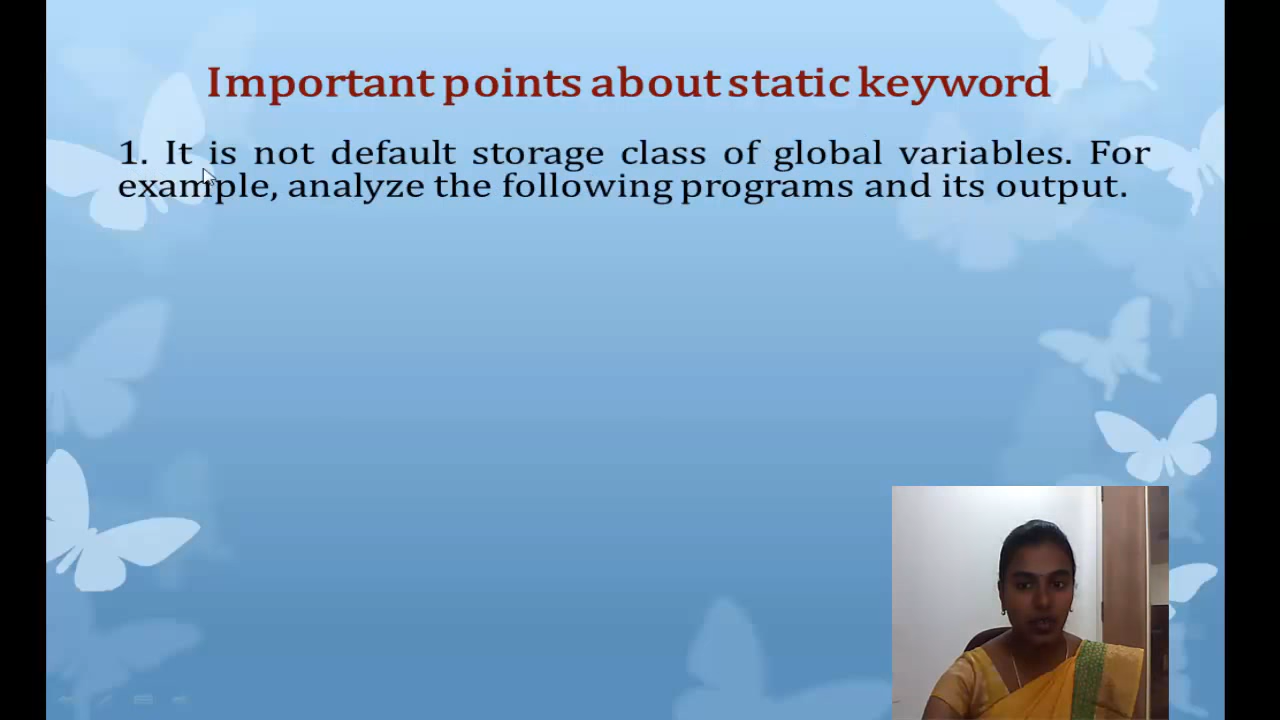 Important points about static keyword
1. It is not default storage class of global variables. For
example, analyze the following programs and its output.